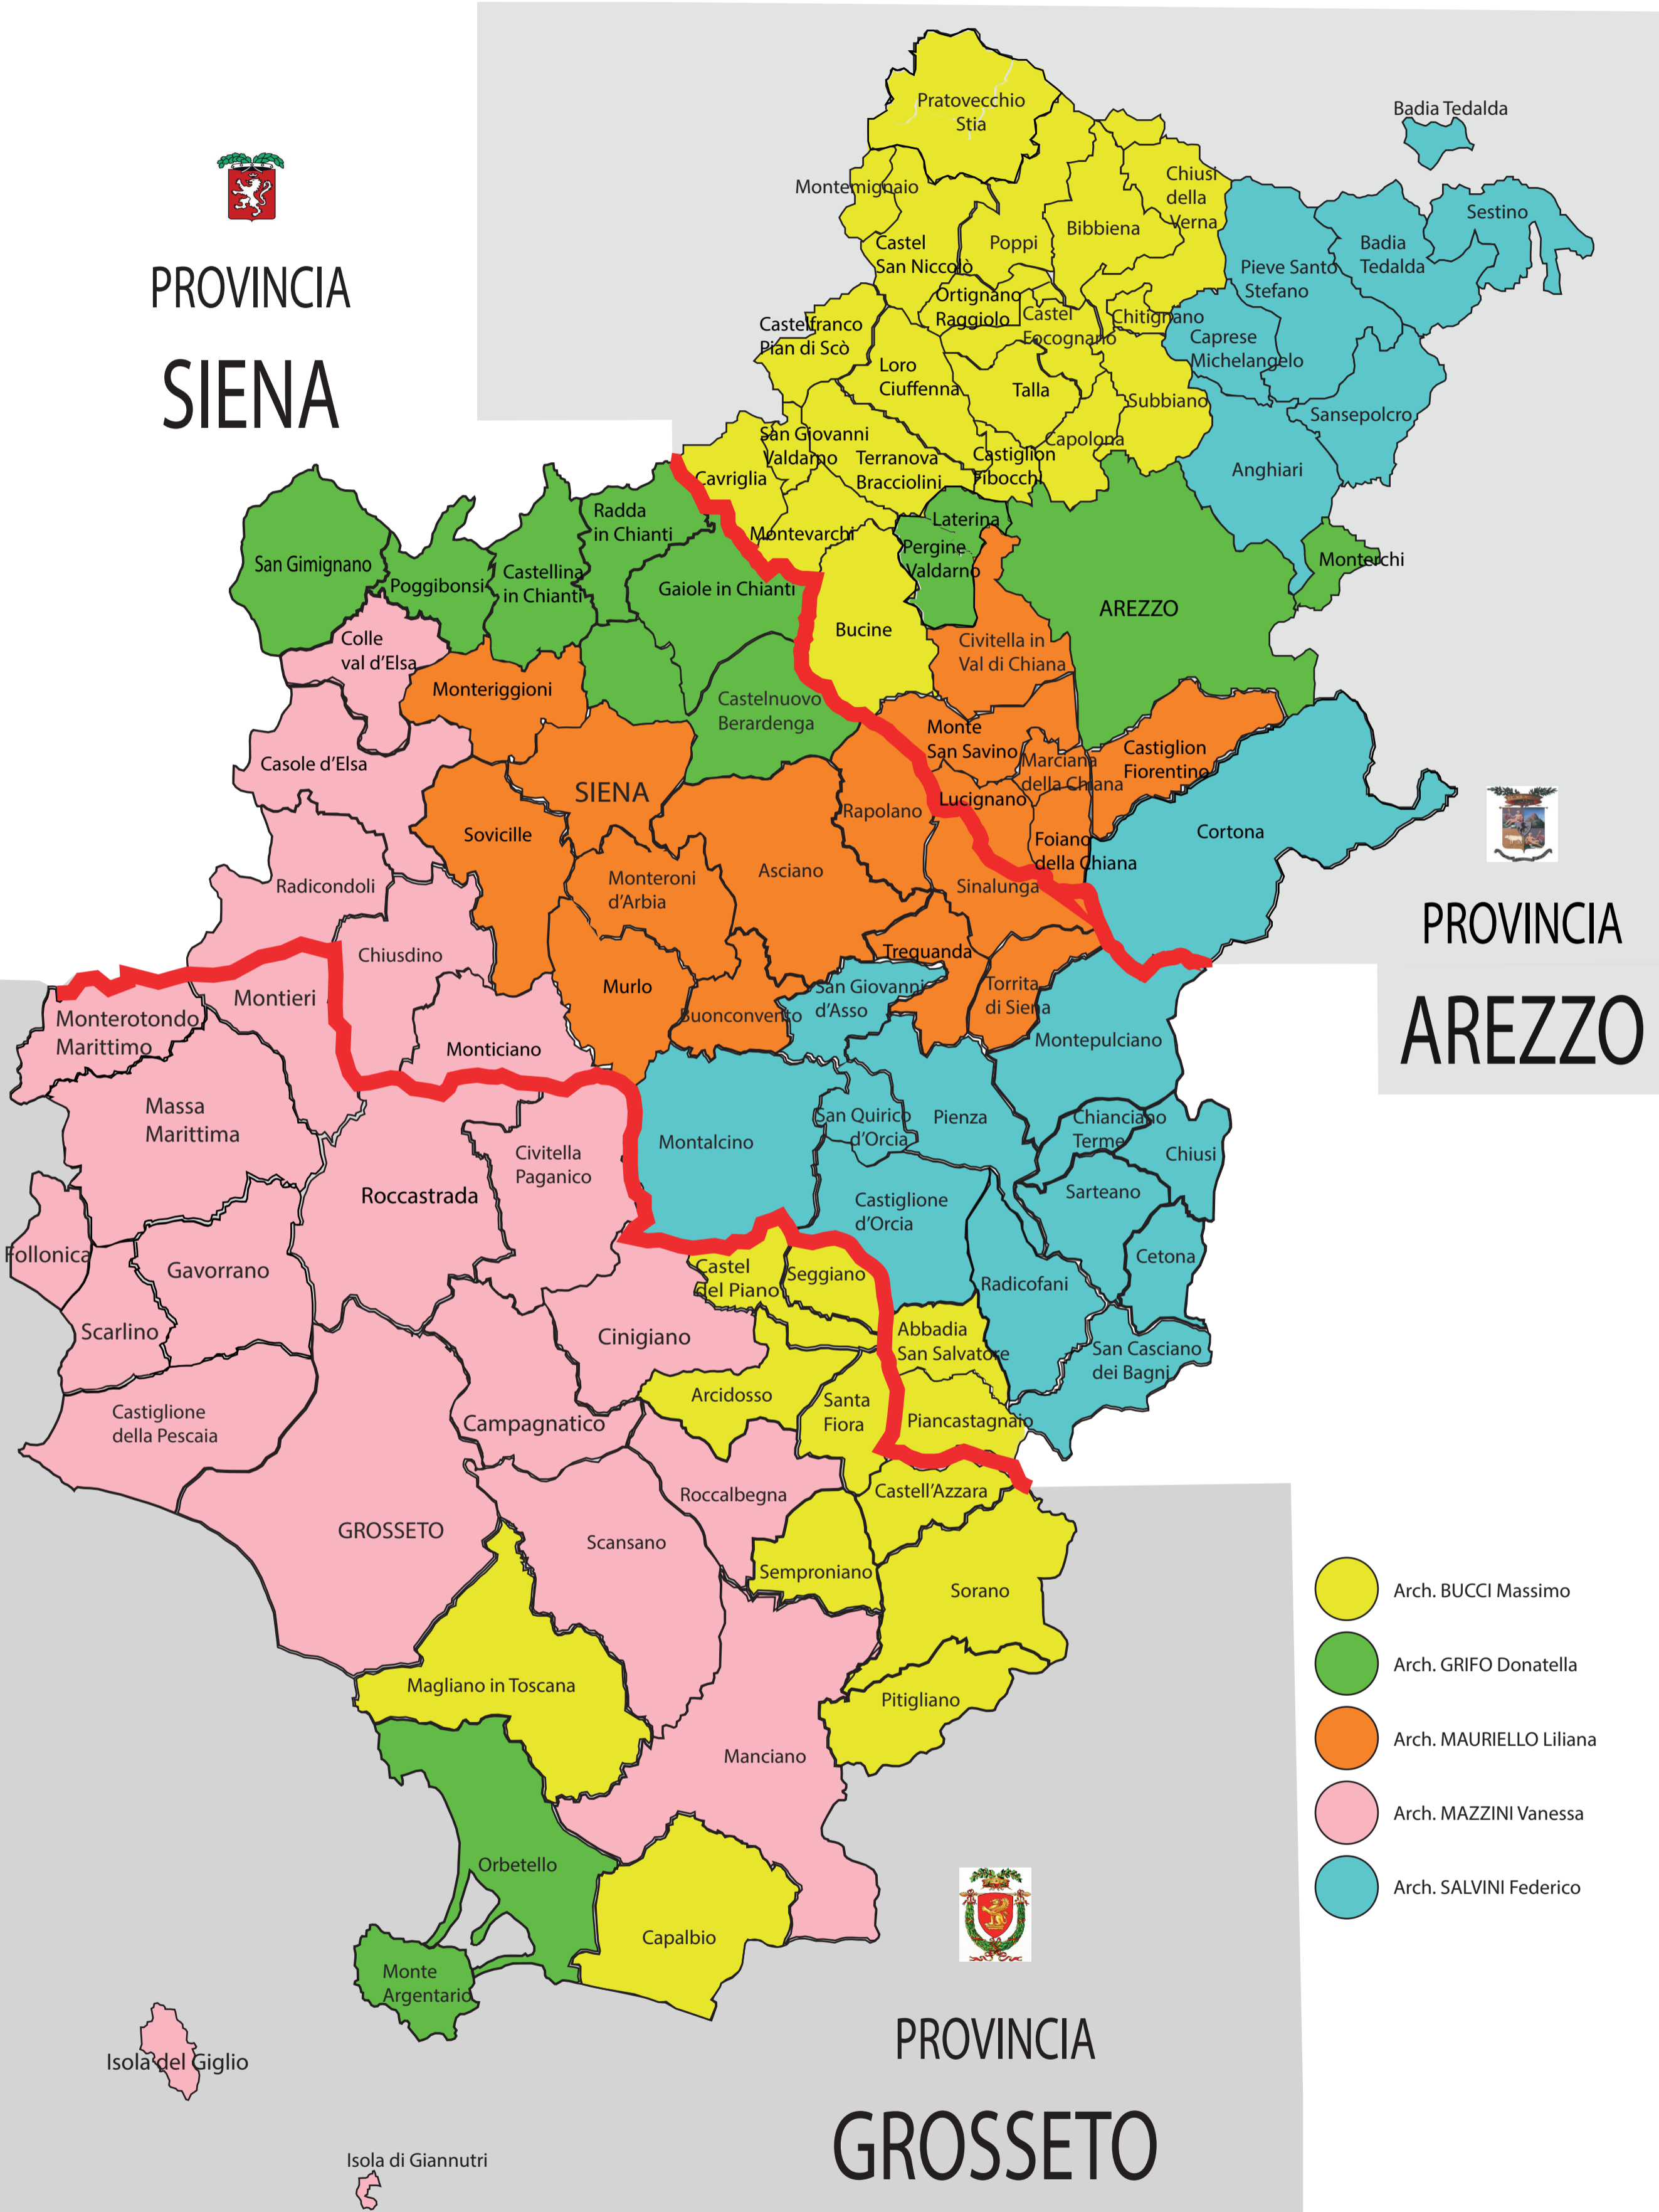 PROVINCIA
SIENA
Pratovecchio
Stia
Badia Tedalda
Montemignaio
Chiusi
della
Verna
Castel
San Niccolò
Poppi
Bibbiena
Sestino
Badia
Tedalda
Pieve Santo
Stefano
Ortignano
Raggiolo
Castel
Focognano
Chitignano
Castelfranco
Pian di Scò
Caprese
Michelangelo
Loro
Ciuffenna
Talla
Subbiano
Sansepolcro
San Giovanni
Valdarno
Terranova
Bracciolini
Castiglion
Fibocchi
Capolona
Anghiari
Cavriglia
Montevarchi
Laterina
Pergine
Valdarno
Monterchi
Radda
in Chianti
San Gimignano
Poggibonsi
Castellina
in Chianti
Gaiole in Chianti
AREZZO
Bucine
Colle
val d'Elsa
Civitella in
Val di Chiana
Monteriggioni
Castelnuovo
Berardenga
Monte
San Savino
Marciana
della Chiana
Castiglion
Fiorentino
Casole d'Elsa
SIENA
Rapolano
Lucignano
Cortona
Sovicille
Foiano
della Chiana
Asciano
Monteroni
d'Arbia
Sinalunga
Radicondoli
PROVINCIA
AREZZO
Chiusdino
Trequanda
Murlo
San Giovanni
d'Asso
Torrita
di Siena
Montieri
Buonconvento
Monterotondo
Marittimo
Monticiano
Montepulciano
Massa
Marittima
Montalcino
San Quirico
d'Orcia
Pienza
Chianciano
Terme
Chiusi
Civitella
Paganico
Roccastrada
Castiglione
d'Orcia
Sarteano
Follonica
Gavorrano
Castel
del Piano
Seggiano
Radicofani
Cetona
Scarlino
Cinigiano
Abbadia
San Salvatore
San Casciano
dei Bagni
Castiglione
della Pescaia
Campagnatico
Arcidosso
Santa
Fiora
Piancastagnaio
Roccalbegna
Castell'Azzara
GROSSETO
Scansano
Semproniano
Sorano
Arch. BUCCI Massimo
Arch. GRIFO Donatella
Arch. MAURIELLO Liliana
Arch. MAZZINI Vanessa
Arch. SALVINI Federico
Magliano in Toscana
Pitigliano
Manciano
Orbetello
Capalbio
Monte
Argentario
Isola del Giglio
Isola di Giannutri
PROVINCIA
GROSSETO